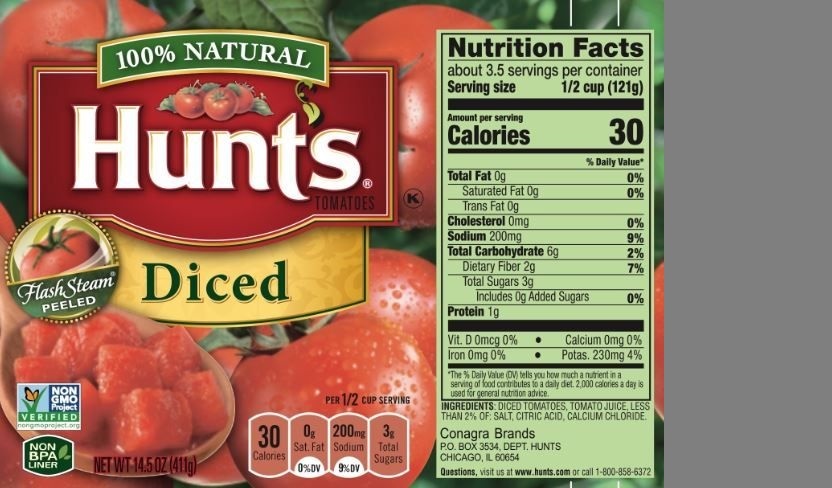 100% NATURAL
Hunt's®
TOMATOES
K
Diced
FlashSteam®
PEELED
NON
GMO
Project
VERIFIED
nongmoproject.org
NON
BPA
LINER
NET WT 14.5 OZ (411g)
PER 1/2 CUP SERVING
30
Calories
0g
Sat. Fat
0%DV
200mg
Sodium
9%DV
3g
Total
Sugars
Nutrition Facts
about 3.5 servings per container
Serving size 1/2 cup (121g)
Amount per serving
Calories 30
% Daily Value*
Total Fat 0g 0%
Saturated Fat 0g 0%
Trans Fat 0g
Cholesterol 0mg 0%
Sodium 200mg 9%
Total Carbohydrate 6g 2%
Dietary Fiber 2g 7%
Total Sugars 3g
Includes 0g Added Sugars 0%
Protein 1g
Vit. D 0mcg 0% • Calcium 0mg 0%
Iron 0mg 0% • Potas. 230mg 4%
*The % Daily Value (DV) tells you how much a nutrient in a
serving of food contributes to a daily diet. 2,000 calories a day is
used for general nutrition advice.
INGREDIENTS: DICED TOMATOES, TOMATO JUICE, LESS
THAN 2% OF: SALT, CITRIC ACID, CALCIUM CHLORIDE.
Conagra Brands
P.O. BOX 3534, DEPT. HUNTS
CHICAGO, IL 60654
Questions, visit us at www.hunts.com or call 1-800-858-6372